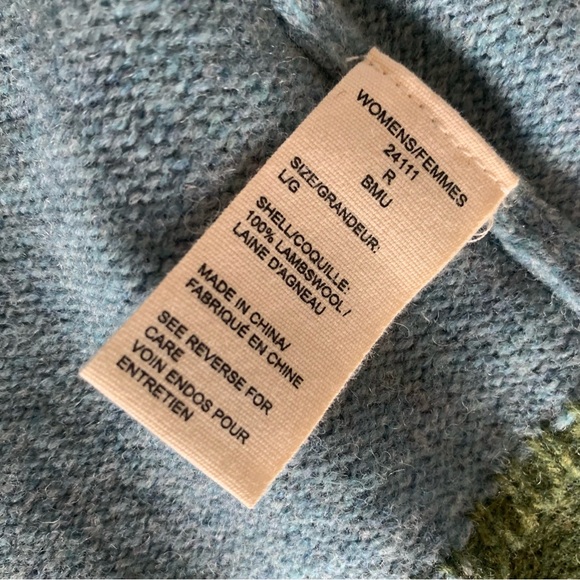 WOMENS/FEMMES
24111
R
BMU
SIZE/GRANDEUR:
L/G
SHELL/COQUILLE:
100% LAMBSWOOL /
LAINE D'AGNEAU
MADE IN CHINA/
FABRIQUÉ EN CHINE
SEE REVERSE FOR
CARE
VOIN ENDOS POUR
ENTRETIEN